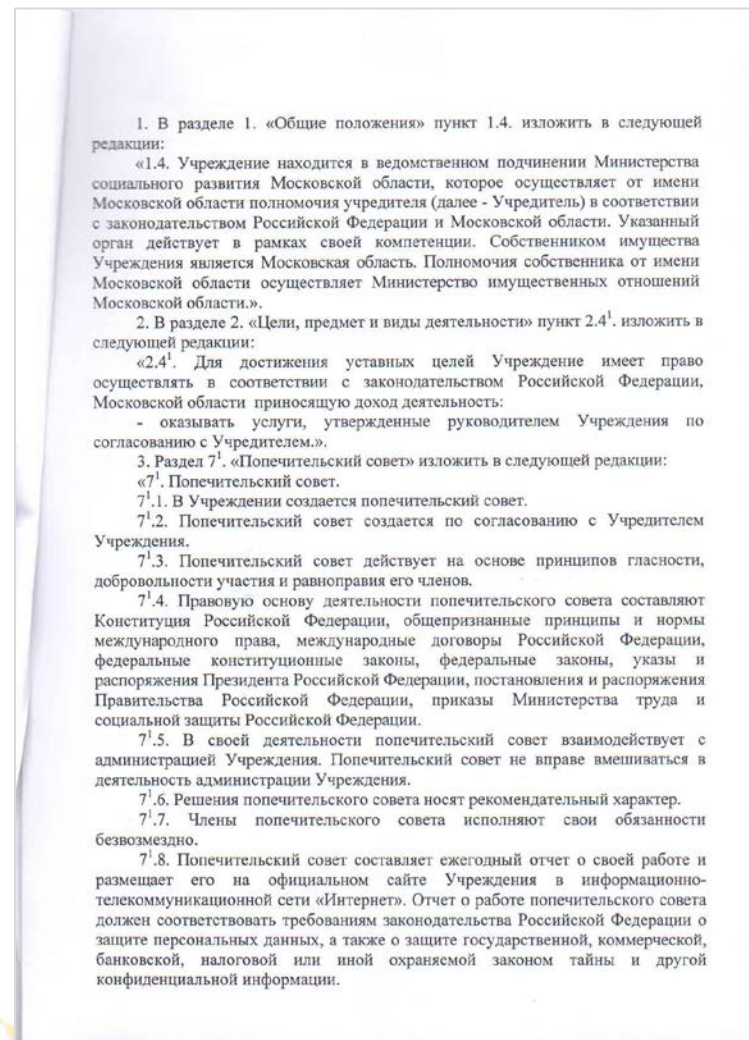 1. В разделе 1. «Общие положения» пункт 1.4. изложить в следующей
редакции:
«1.4. Учреждение находится в ведомственном подчинении Министерства
социального развития Московской области, которое осуществляет от имени
Московской области полномочия учредителя (далее - Учредитель) в соответствии
с законодательством Российской Федерации и Московской области. Указанный
орган действует в рамках своей компетенции. Собственником имущества
Учреждения является Московская область. Полномочия собственника от имени
Московской области осуществляет Министерство имущественных отношений
Московской области.».
2. В разделе 2. «Цели, предмет и виды деятельности» пункт 2.4¹. изложить в
следующей редакции:
«2.4¹. Для достижения уставных целей Учреждение имеет право
осуществлять в соответствии с законодательством Российской Федерации,
Московской области приносящую доход деятельность:
- оказывать услуги, утвержденные руководителем Учреждения по
согласованию с Учредителем.».
3. Раздел 7¹. «Попечительский совет» изложить в следующей редакции:
«7¹. Попечительский совет.
7¹.1. В Учреждении создается попечительский совет.
7¹.2. Попечительский совет создается по согласованию с Учредителем
Учреждения.
7¹.3. Попечительский совет действует на основе принципов гласности,
добровольности участия и равноправия его членов.
7¹.4. Правовую основу деятельности попечительского совета составляют
Конституция Российской Федерации, общепризнанные принципы и нормы
международного права, международные договоры Российской Федерации,
федеральные конституционные законы, федеральные законы, указы и
распоряжения Президента Российской Федерации, постановления и распоряжения
Правительства Российской Федерации, приказы Министерства труда и
социальной защиты Российской Федерации.
7¹.5. В своей деятельности попечительский совет взаимодействует с
администрацией Учреждения. Попечительский совет не вправе вмешиваться в
деятельность администрации Учреждения.
7¹.6. Решения попечительского совета носят рекомендательный характер.
7¹.7. Члены попечительского совета исполняют свои обязанности
безвозмездно.
7¹.8. Попечительский совет составляет ежегодный отчет о своей работе и
размещает его на официальном сайте Учреждения в информационно-
телекоммуникационной сети «Интернет». Отчет о работе попечительского совета
должен соответствовать требованиям законодательства Российской Федерации о
защите персональных данных, а также о защите государственной, коммерческой,
банковской, налоговой или иной охраняемой законом тайны и другой
конфиденциальной информации.